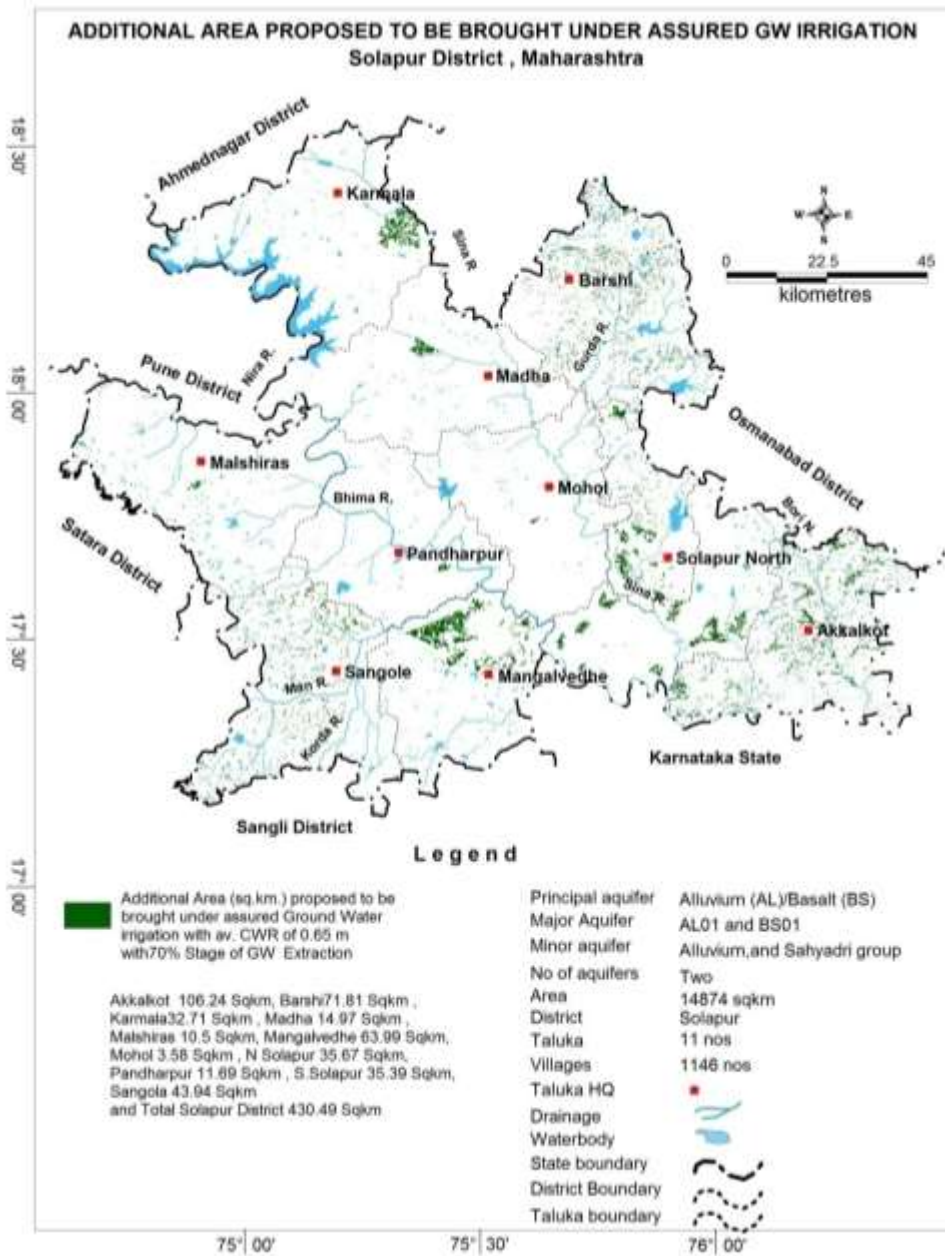 ADDITIONAL AREA PROPOSED TO BE BROUGHT UNDER ASSURED GW IRRIGATION
Solapur District , Maharashtra
18° 30'
18° 00'
17° 30'
17° 00'
Ahmednagar District
Karmala
Sina R
N
W E
S
0 22.5 45
kilometres
Barshi
Gorda R.
Nira R.
Pune District
Madha
Osmanabad District
Malshiras
Bhima R.
Mohol
Bori N
Satara District
Pandharpur
Solapur North
Sina R.
Akkalkot
Sangole
Man R.
Mangalvedhe
Korda R.
Karnataka State
Sangli District
Legend
Additional Area (sq.km.) proposed to be
brought under assured Ground Water
irrigation with av. CWR of 0.65 m
with70% Stage of GW Extraction
Akkalkot 106.24 Sqkm, Barshi71.81 Sqkm ,
Karmala32.71 Sqkm , Madha 14.97 Sqkm ,
Malshiras 10.5 Sqkm, Mangalvedhe 63.99 Sqkm,
Mohol 3.58 Sqkm , N Solapur 35.67 Sqkm,
Pandharpur 11.69 Sqkm , S.Solapur 35.39 Sqkm,
Sangola 43.94 Sqkm
and Total Solapur District 430.49 Sqkm
Principal aquifer Alluvium (AL)/Basalt (BS)
Major Aquifer AL01 and BS01
Minor aquifer Alluvium,and Sahyadri group
No of aquifers Two
Area 14874 sqkm
District Solapur
Taluka 11 nos
Villages 1146 nos
Taluka HQ
Drainage
Waterbody
State boundary
District Boundary
Taluka boundary
75° 00' 75° 30' 76° 00'